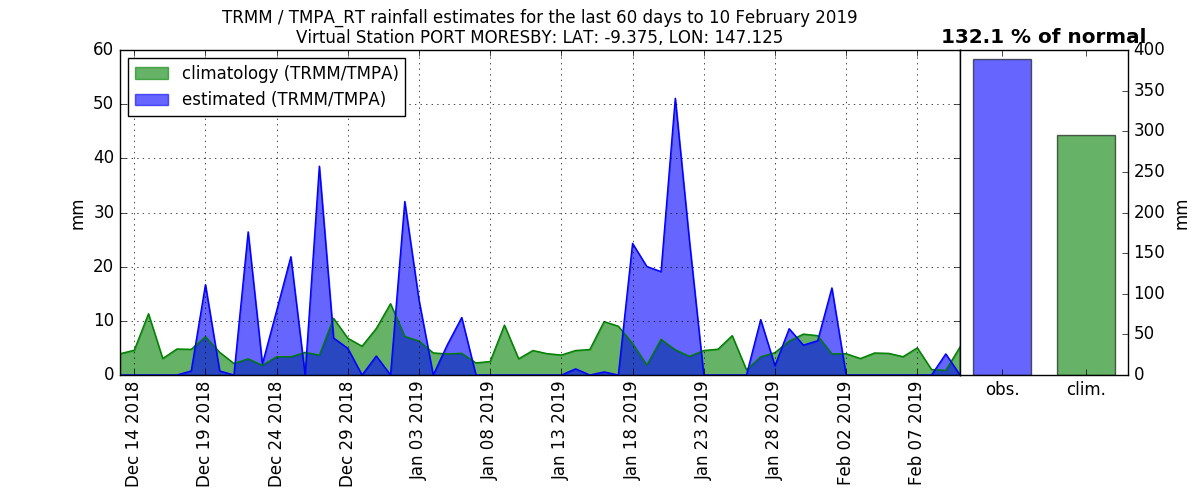 TRMM / TMPA_RT rainfall estimates for the last 60 days to 10 February 2019
Virtual Station PORT MORESBY: LAT: -9.375, LON: 147.125
132.1 % of normal
climatology (TRMM/TMPA)
estimated (TRMM/TMPA)
mm
60
50
40
30
20
10
0
Dec 14 2018
Dec 19 2018
Dec 24 2018
Dec 29 2018
Jan 03 2019
Jan 08 2019
Jan 13 2019
Jan 18 2019
Jan 23 2019
Jan 28 2019
Feb 02 2019
Feb 07 2019
obs.
clim.
400
350
300
250
200
150
100
50
0
mm